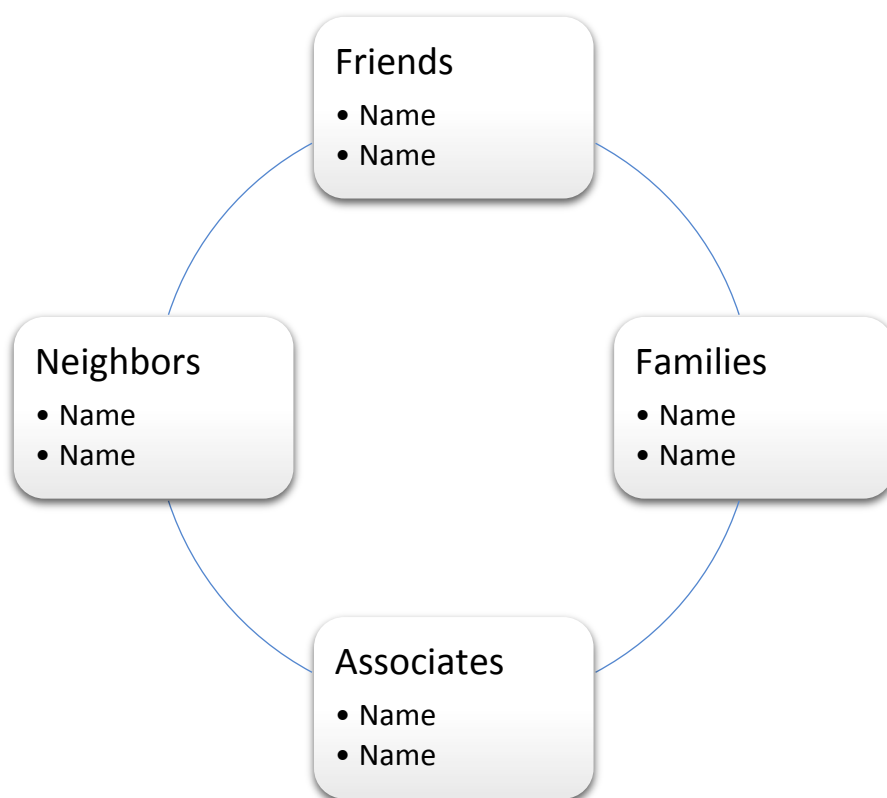 Friends
• Name
• Name
Neighbors
• Name
• Name
Families
• Name
• Name
Associates
• Name
• Name